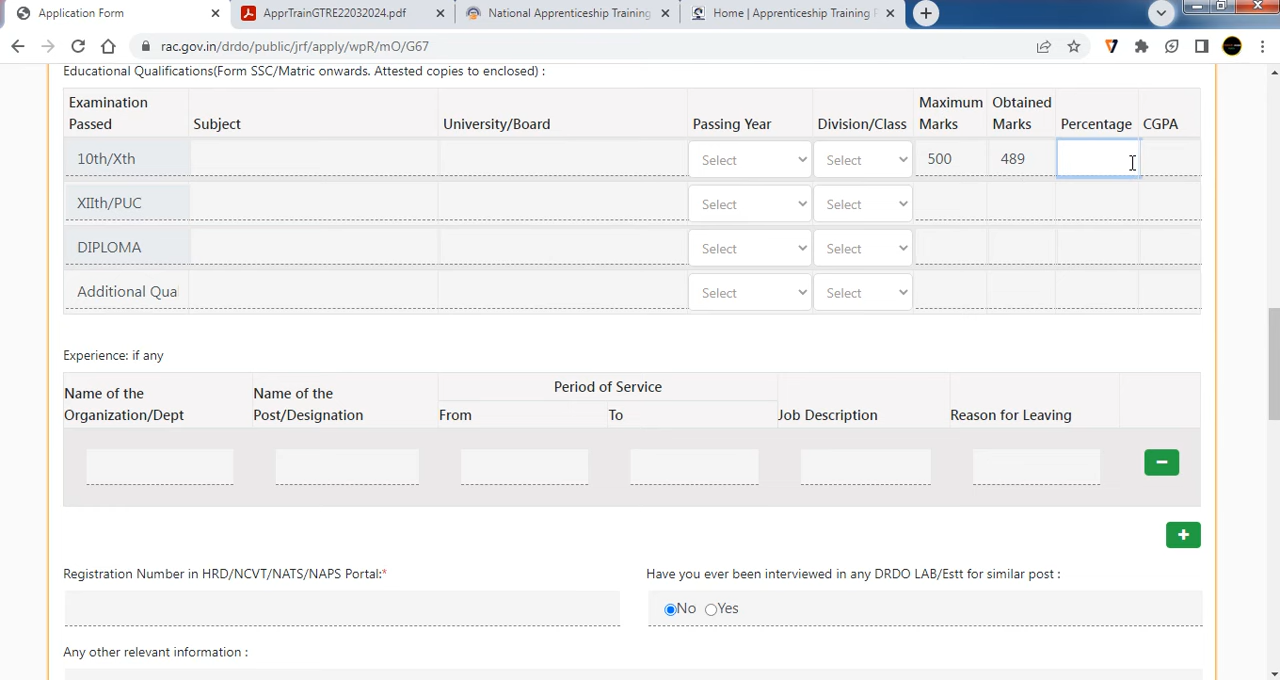 Application Form
ApprTrainGTRE22032024.pdf
National Apprenticeship Training
Home | Apprenticeship Training
rac.gov.in/drdo/public/jrf/apply/wpR/mO/G67
Educational Qualifications(Form SSC/Matric onwards. Attested copies to enclosed) :
Examination Passed Subject University/Board Passing Year Division/Class Maximum Marks Obtained Marks Percentage CGPA
10th/Xth Select Select 500 489
XIIth/PUC Select Select
DIPLOMA Select Select
Additional Qua Select Select
Experience: if any
Name of the Organization/Dept Name of the Post/Designation Period of Service From To Job Description Reason for Leaving
Registration Number in HRD/NCVT/NATS/NAPS Portal:*
Have you ever been interviewed in any DRDO LAB/Estt for similar post :
No Yes
Any other relevant information :